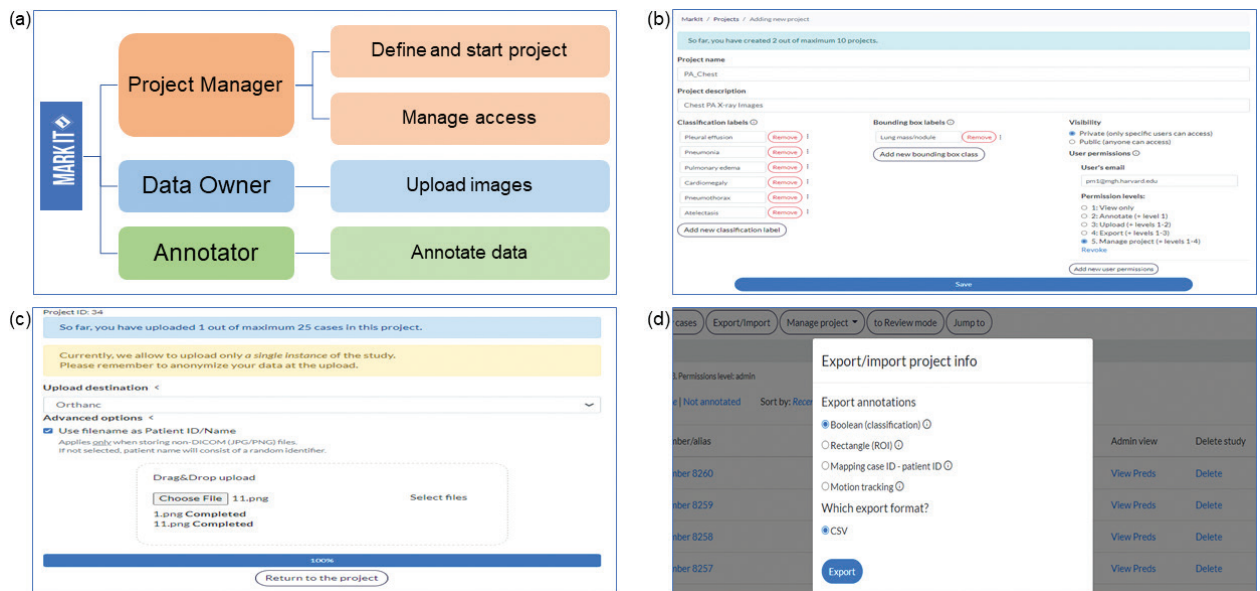 (a)
MARKIT
Project Manager
Define and start project
Manage access
Data Owner
Upload images
Annotator
Annotate data
(b)
Markit / Projects / Adding new project
So far, you have created 2 out of maximum 10 projects.
Project name
PA_Chest
Project description
Chest PA X-ray Images
Classification labels
Pleural effusion Remove
Pneumonia Remove
Pulmonary edema Remove
Cardiomegaly Remove
Pneumothorax Remove
Atelectasis Remove
Add new classification label
Bounding box labels
Lung mass/nodule Remove
Add new bounding box class
Visibility
Private (only specific users can access)
Public (anyone can access)
User permissions
User's email
pm1@mgh.harvard.edu
Permission levels:
1: View only
2: Annotate (+ level 1)
3: Upload (+ levels 1-2)
4: Export (+ levels 1-3)
5. Manage project (+ levels 1-4)
Revoke
Add new user permissions
Save
(c)
Project ID: 34
So far, you have uploaded 1 out of maximum 25 cases in this project.
Currently, we allow to upload only a single instance of the study.
Please remember to anonymize your data at the upload.
Upload destination <
Orthanc
Advanced options <
Use filename as Patient ID/Name
Applies only when storing non-DICOM (JPG/PNG) files.
If not selected, patient name will consist of a random identifier.
Drag&Drop upload
Choose File 11.png Select files
1.png Completed
11.png Completed
100%
Return to the project
(d)
cases Export/Import Manage project to Review mode Jump to
Permissions level: admin
| Not annotated Sort by: Rece
mber/alias Admin view Delete study
mber 8260 View Preds Delete
mber 8259 View Preds Delete
mber 8258 View Preds Delete
mber 8257 View Preds Delete
Export/import project info
Export annotations
Boolean (classification)
Rectangle (ROI)
Mapping case ID - patient ID
Motion tracking
Which export format?
CSV
Export